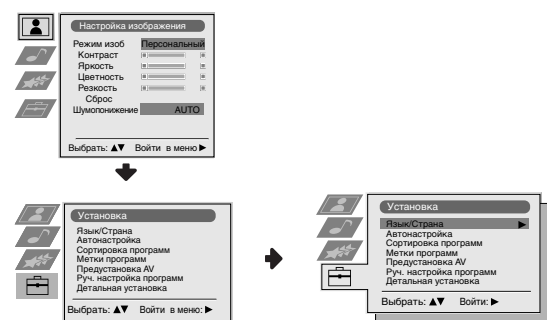 Настройка изображения
Режим изоб Персональный
Контраст
Яркость
Цветность
Резкость
Сброс
Шумопонижение AUTO
Выбрать: ▲▼ Войти в меню ▶
Установка
Язык/Страна
Автонастройка
Сортировка программ
Метки программ
Предустановка AV
Руч. настройка программ
Детальная установка
Выбрать: ▲▼ Войти в меню: ▶
Установка
Язык/Страна ▶
Автонастройка
Сортировка программ
Метки программ
Предустановка AV
Руч. настройка программ
Детальная установка
Выбрать: ▲▼ Войти: ▶